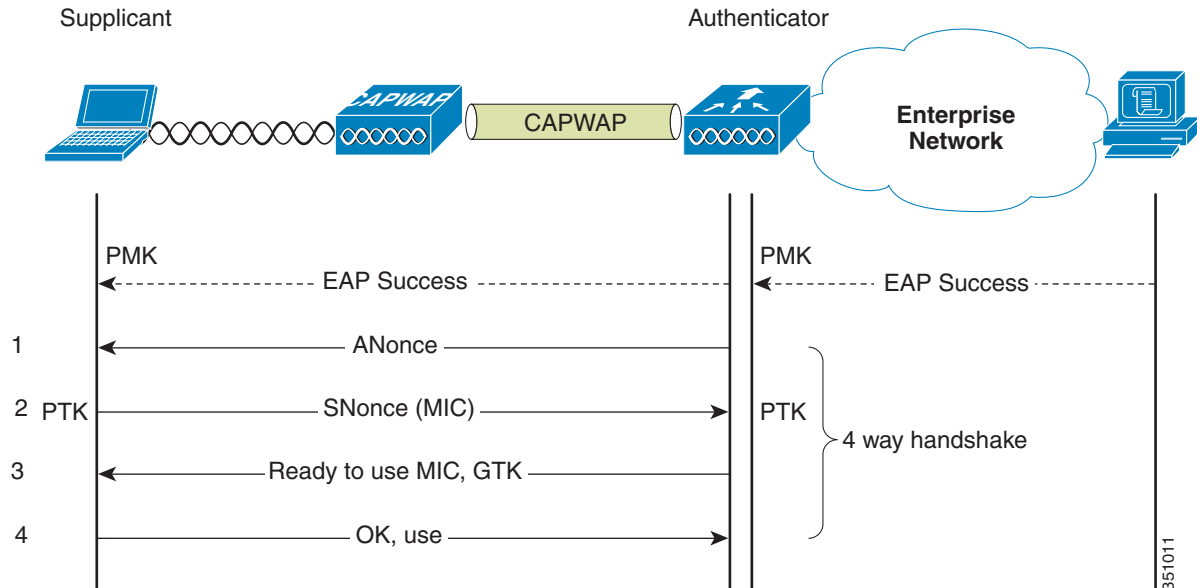 Supplicant
Authenticator
CAPWAP
CAPWAP
Enterprise
Network
PMK
PMK
EAP Success
EAP Success
1
ANonce
2
PTK
SNonce (MIC)
PTK
4 way handshake
3
Ready to use MIC, GTK
4
OK, use
351011